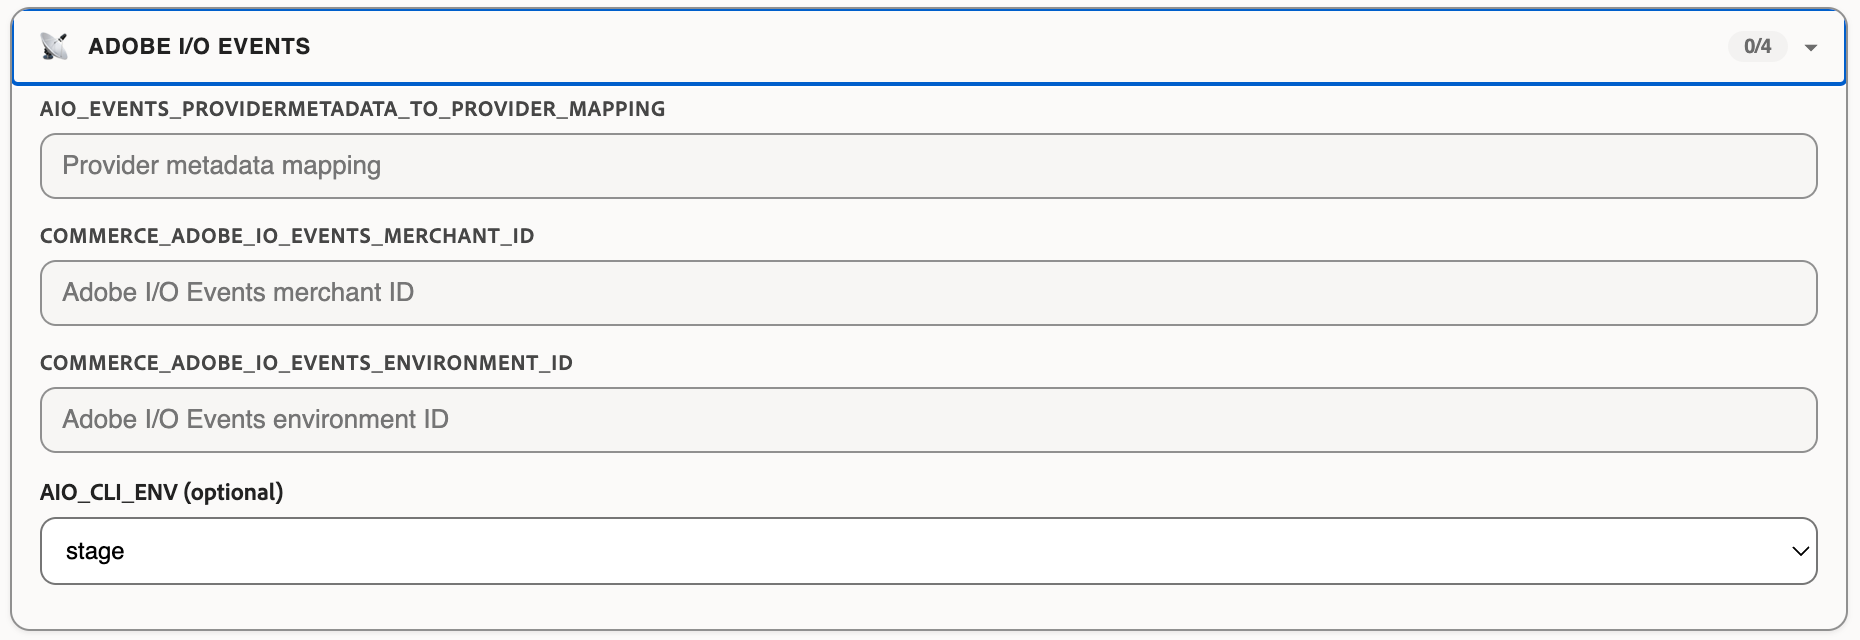 ADOBE I/O EVENTS
0/4
AIO_EVENTS_PROVIDERMETADATA_TO_PROVIDER_MAPPING
Provider metadata mapping
COMMERCE_ADOBE_IO_EVENTS_MERCHANT_ID
Adobe I/O Events merchant ID
COMMERCE_ADOBE_IO_EVENTS_ENVIRONMENT_ID
Adobe I/O Events environment ID
AIO_CLI_ENV (optional)
stage